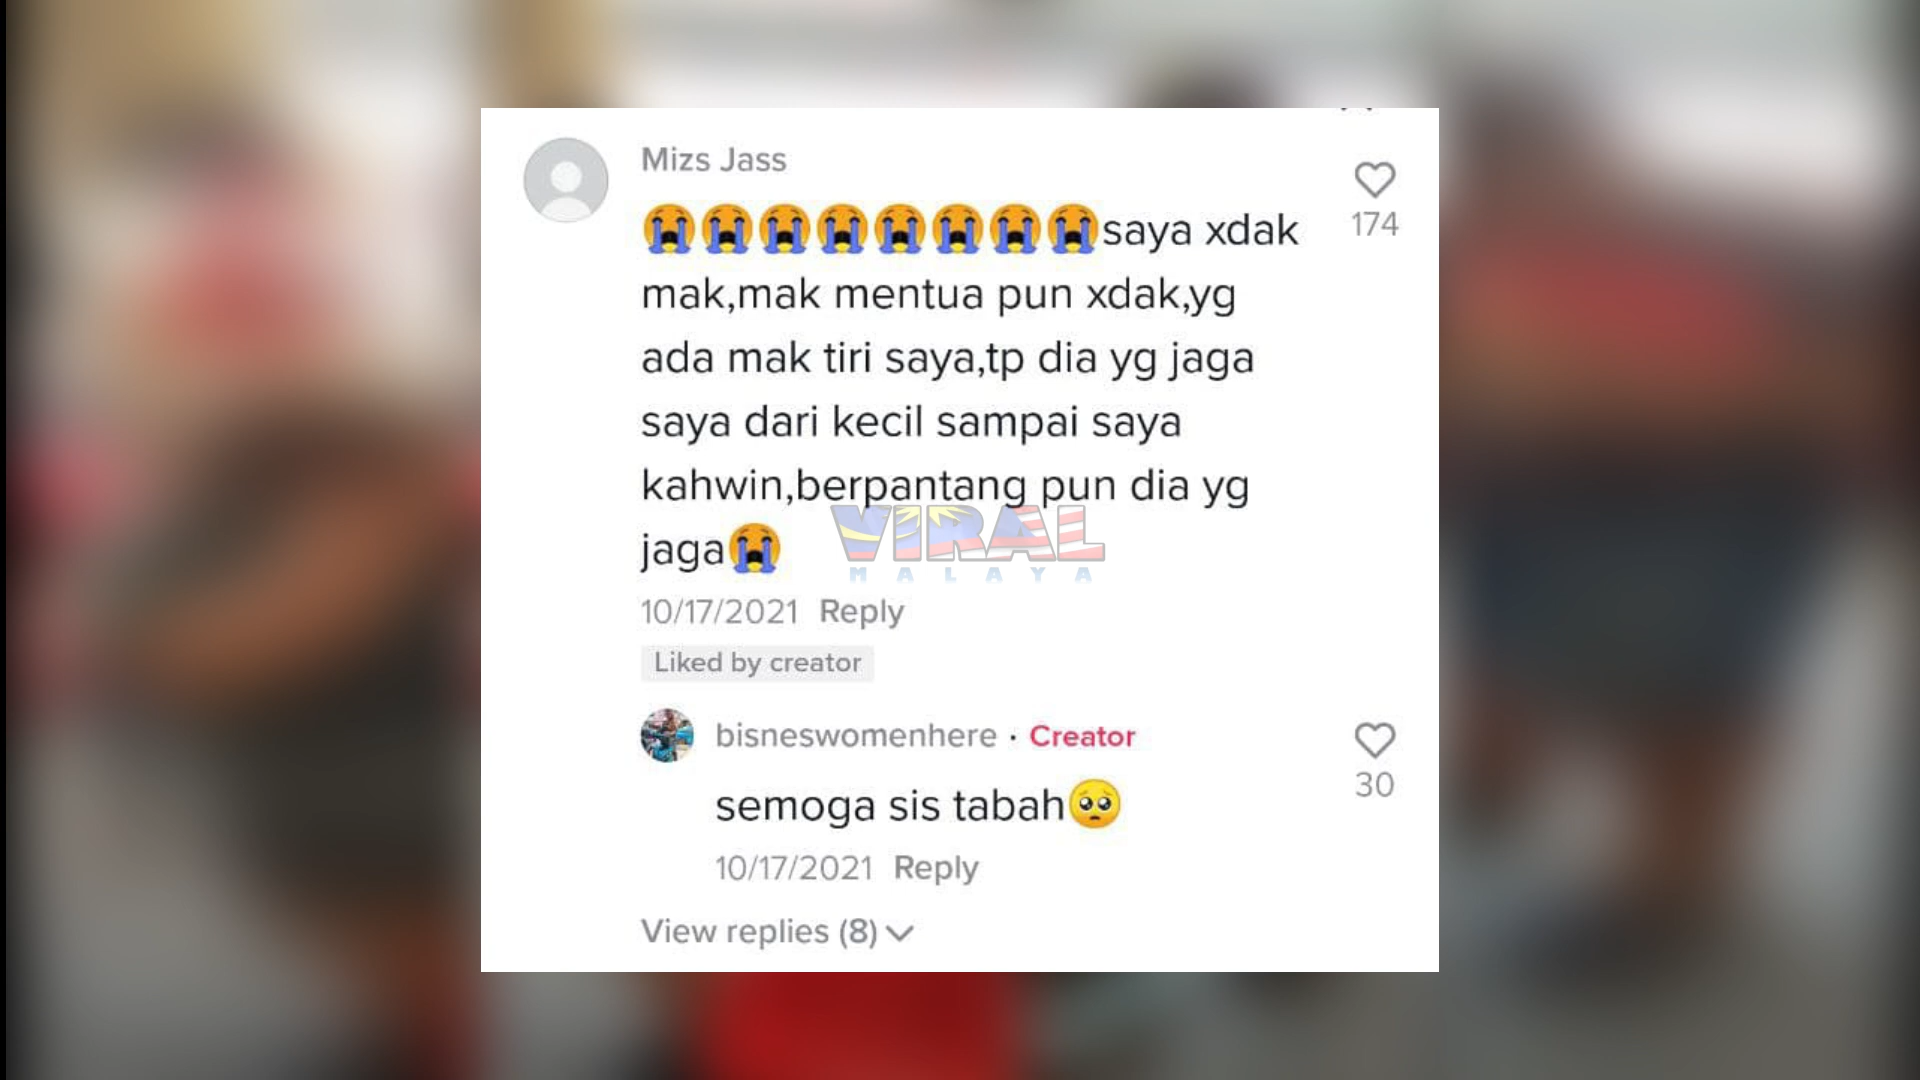 Mizs Jass
😭😭😭😭😭😭😭😭saya xdak
mak,mak mentua pun xdak,yg
ada mak tiri saya,tp dia yg jaga
saya dari kecil sampai saya
kahwin,berpantang pun dia yg
jaga😭
174
VIRAL
MALAYA
10/17/2021 Reply
Liked by creator
bisneswomenhere · Creator
semoga sis tabah🥺
30
10/17/2021 Reply
View replies (8)